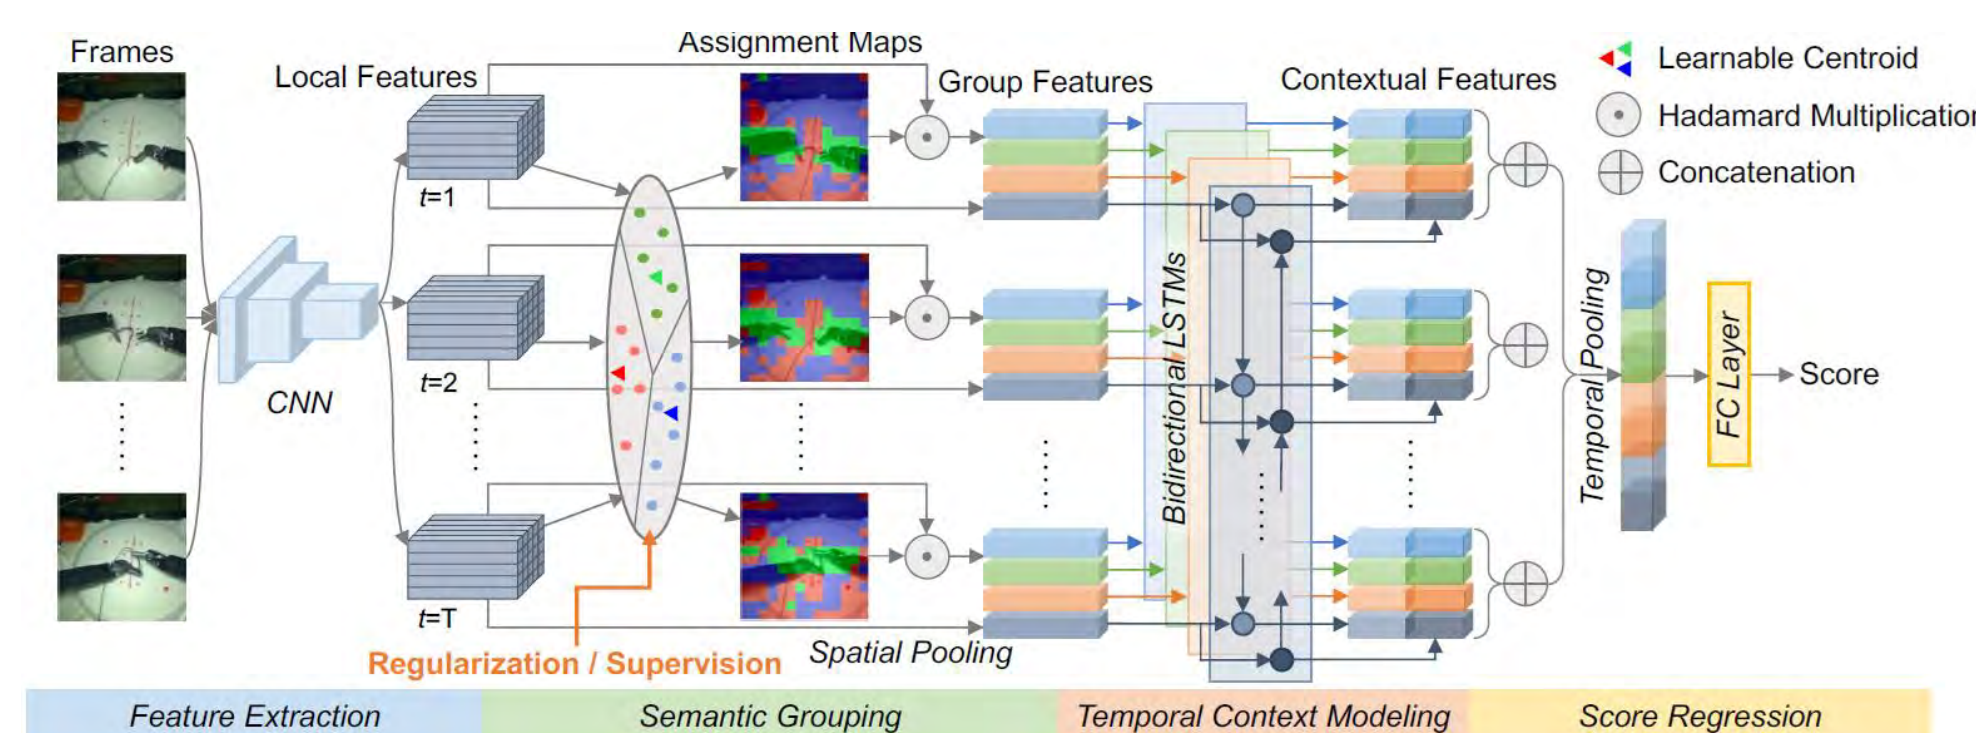 Frames
Local Features
Assignment Maps
Group Features
Contextual Features
Learnable Centroid
Hadamard Multiplication
Concatenation
t=1
t=2
t=T
CNN
Bidirectional LSTMs
Temporal Pooling
FC Layer
Score
Regularization / Supervision
Spatial Pooling
Feature Extraction
Semantic Grouping
Temporal Context Modeling
Score Regression